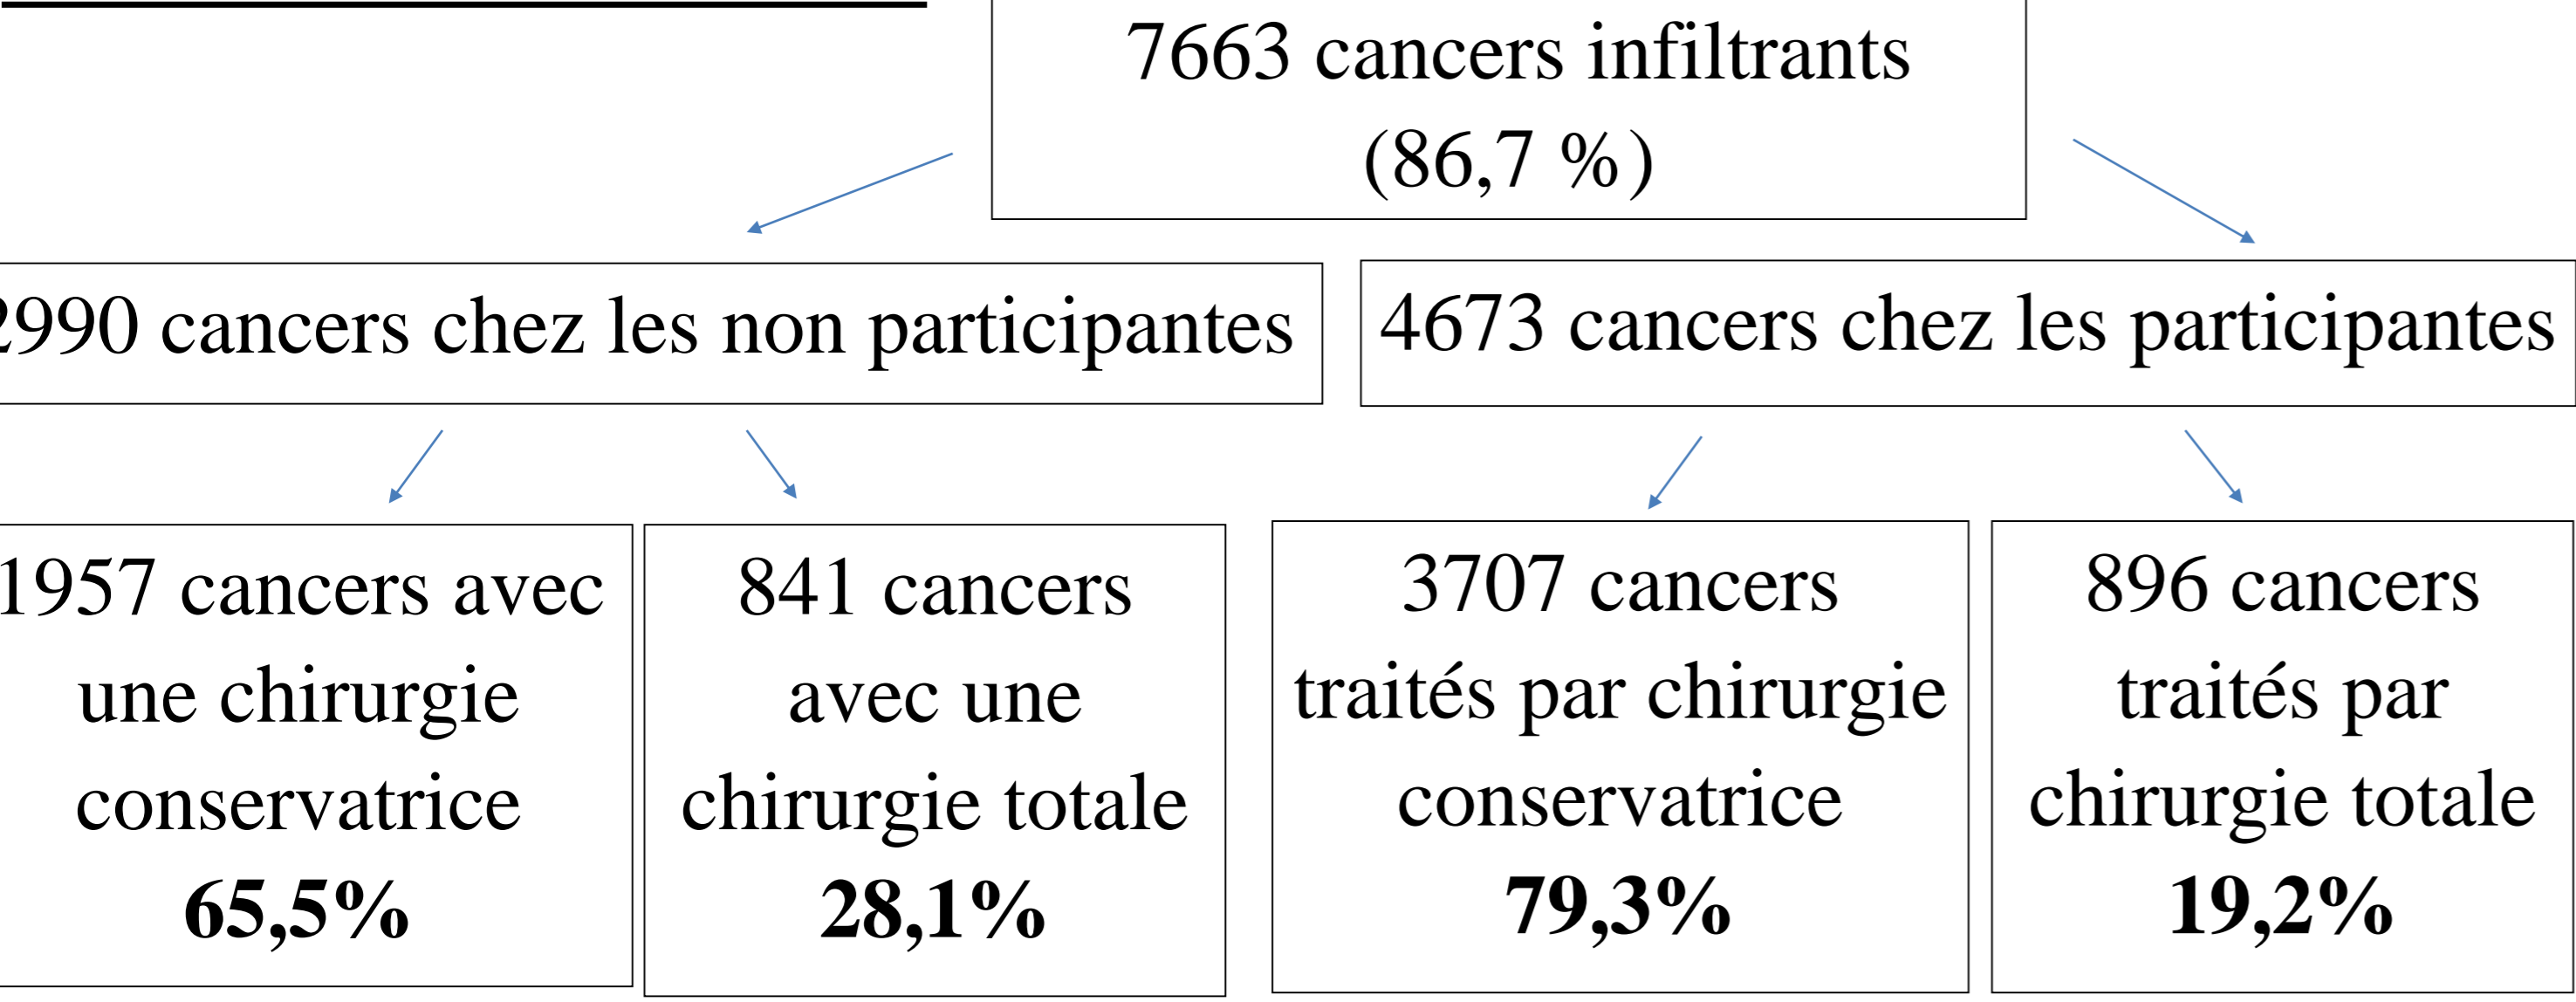 7663 cancers infiltrants
(86,7 %)
2990 cancers chez les non participantes
4673 cancers chez les participantes
1957 cancers avec
une chirurgie
conservatrice
65,5%
841 cancers
avec une
chirurgie totale
28,1%
3707 cancers
traités par chirurgie
conservatrice
79,3%
896 cancers
traités par
chirurgie totale
19,2%